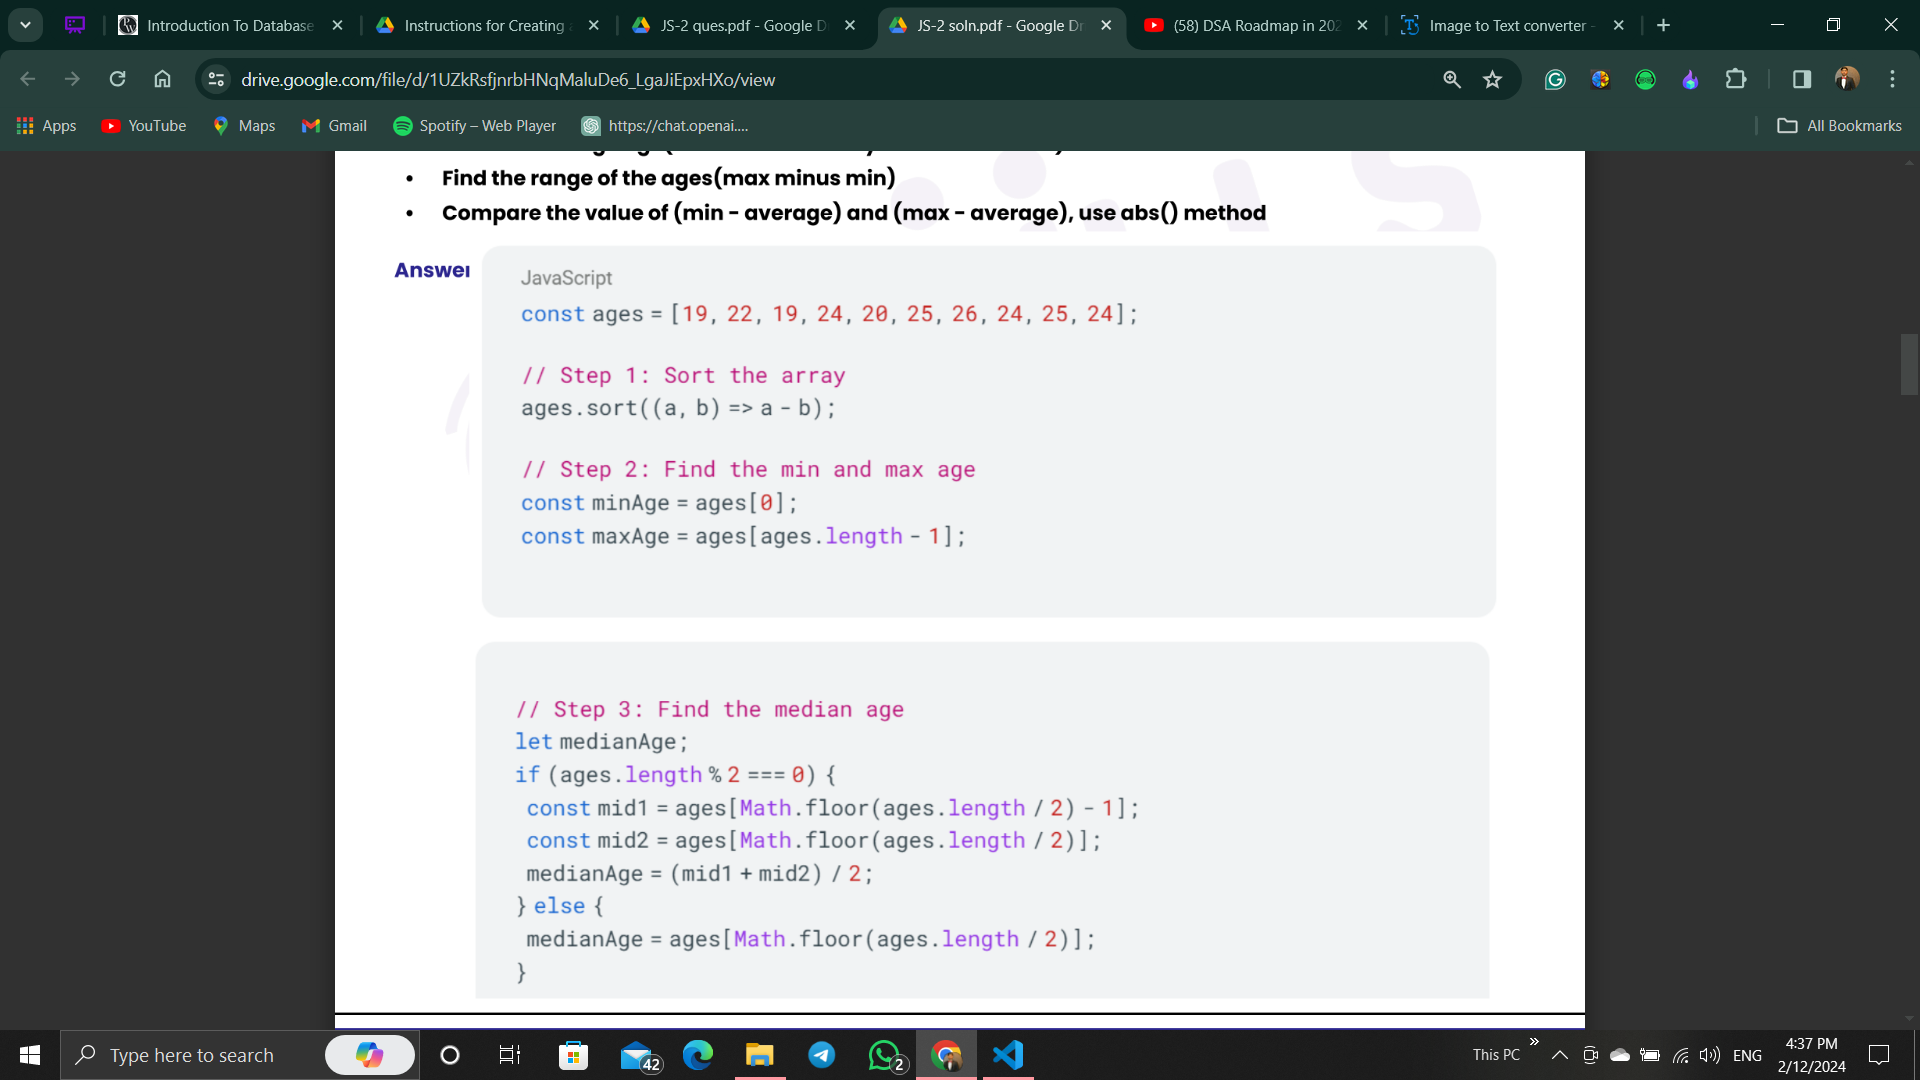 Introduction To Database
Instructions for Creating
JS-2 ques.pdf - Google D
JS-2 soln.pdf - Google Dr
(58) DSA Roadmap in 202
Image to Text converter -
drive.google.com/file/d/1UZkRsfjnrbHNqMaluDe6_LgaJiEpxHXo/view
Apps
YouTube
Maps
Gmail
Spotify – Web Player
https://chat.openai....
All Bookmarks
• Find the range of the ages(max minus min)
• Compare the value of (min - average) and (max - average), use abs() method
Answer
JavaScript
const ages = [19, 22, 19, 24, 20, 25, 26, 24, 25, 24];
// Step 1: Sort the array
ages.sort((a, b) => a - b);
// Step 2: Find the min and max age
const minAge = ages[0];
const maxAge = ages[ages.length - 1];
// Step 3: Find the median age
let medianAge;
if (ages.length % 2 === 0) {
const mid1 = ages[Math.floor(ages.length / 2) - 1];
const mid2 = ages[Math.floor(ages.length / 2)];
medianAge = (mid1 + mid2) / 2;
} else {
medianAge = ages[Math.floor(ages.length / 2)];
}
Type here to search
42
2
This PC
ENG
4:37 PM
2/12/2024